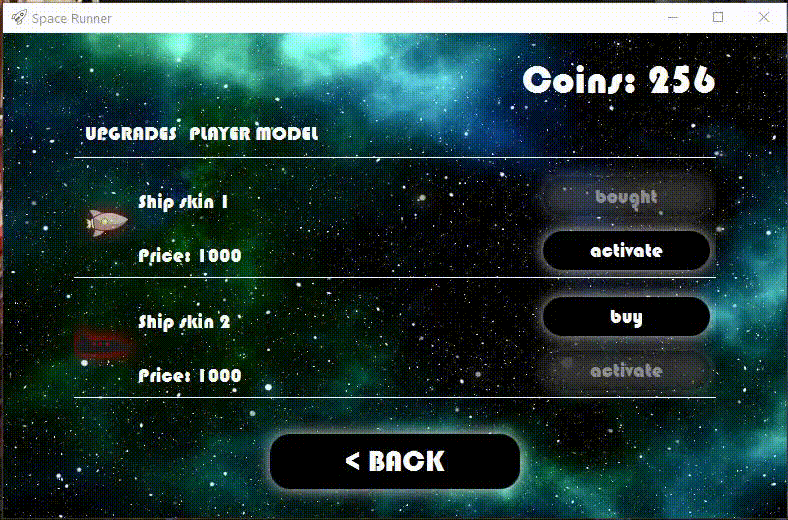 Space Runner
Coins: 256
UPGRADES PLAYER MODEL
Ship skin 1
bought
Price: 1000
activate
Ship skin 2
buy
Price: 1000
activate
< BACK